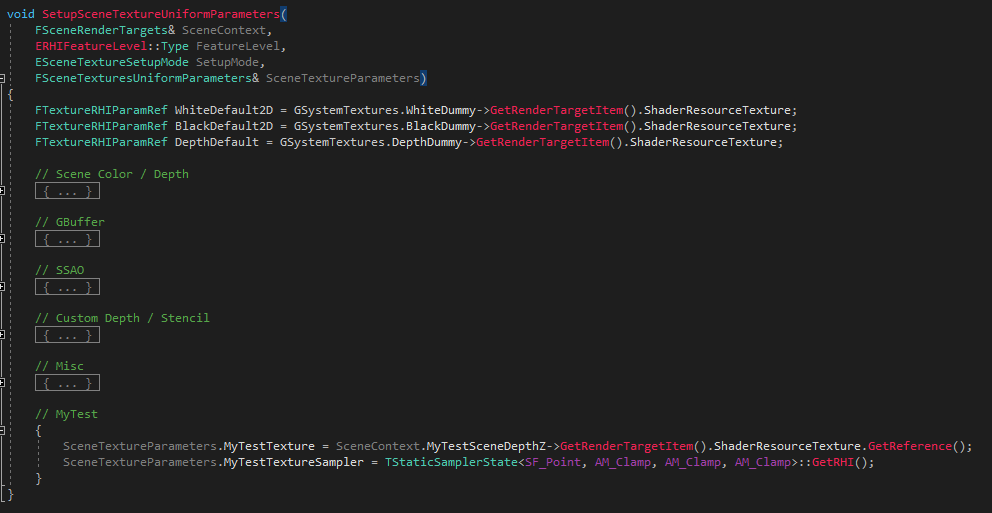 void SetupSceneTextureUniformParameters(
FSceneRenderTargets& SceneContext,
ERHIFeatureLevel::Type FeatureLevel,
ESceneTextureSetupMode SetupMode,
FSceneTexturesUniformParameters& SceneTextureParameters)
{
FTextureRHIParamRef WhiteDefault2D = GSystemTextures.WhiteDummy->GetRenderTargetItem().ShaderResourceTexture;
FTextureRHIParamRef BlackDefault2D = GSystemTextures.BlackDummy->GetRenderTargetItem().ShaderResourceTexture;
FTextureRHIParamRef DepthDefault = GSystemTextures.DepthDummy->GetRenderTargetItem().ShaderResourceTexture;
// Scene Color / Depth
{ ... }
// GBuffer
{ ... }
// SSAO
{ ... }
// Custom Depth / Stencil
{ ... }
// Misc
{ ... }
// MyTest
{
SceneTextureParameters.MyTestTexture = SceneContext.MyTestSceneDepthZ->GetRenderTargetItem().ShaderResourceTexture.GetReference();
SceneTextureParameters.MyTestTextureSampler = TStaticSamplerState<SF_Point, AM_Clamp, AM_Clamp, AM_Clamp>::GetRHI();
}
}